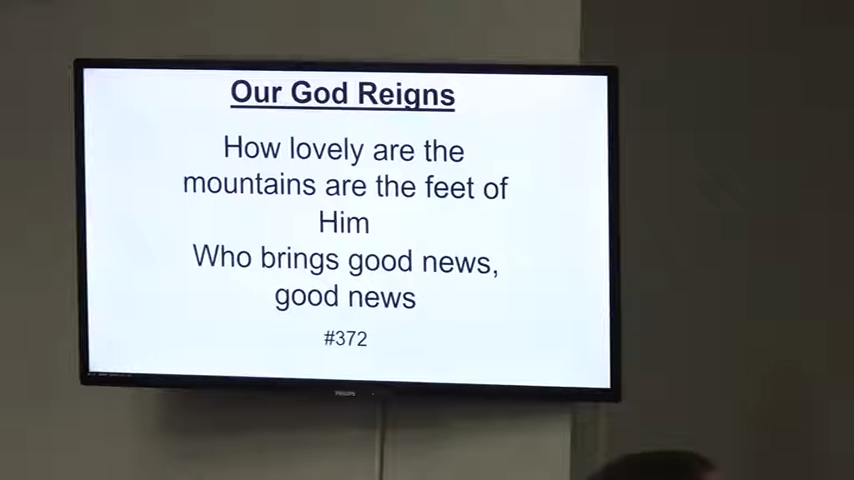 Our God Reigns
How lovely are the
mountains are the feet of
Him
Who brings good news,
good news
#372
PHILIPS